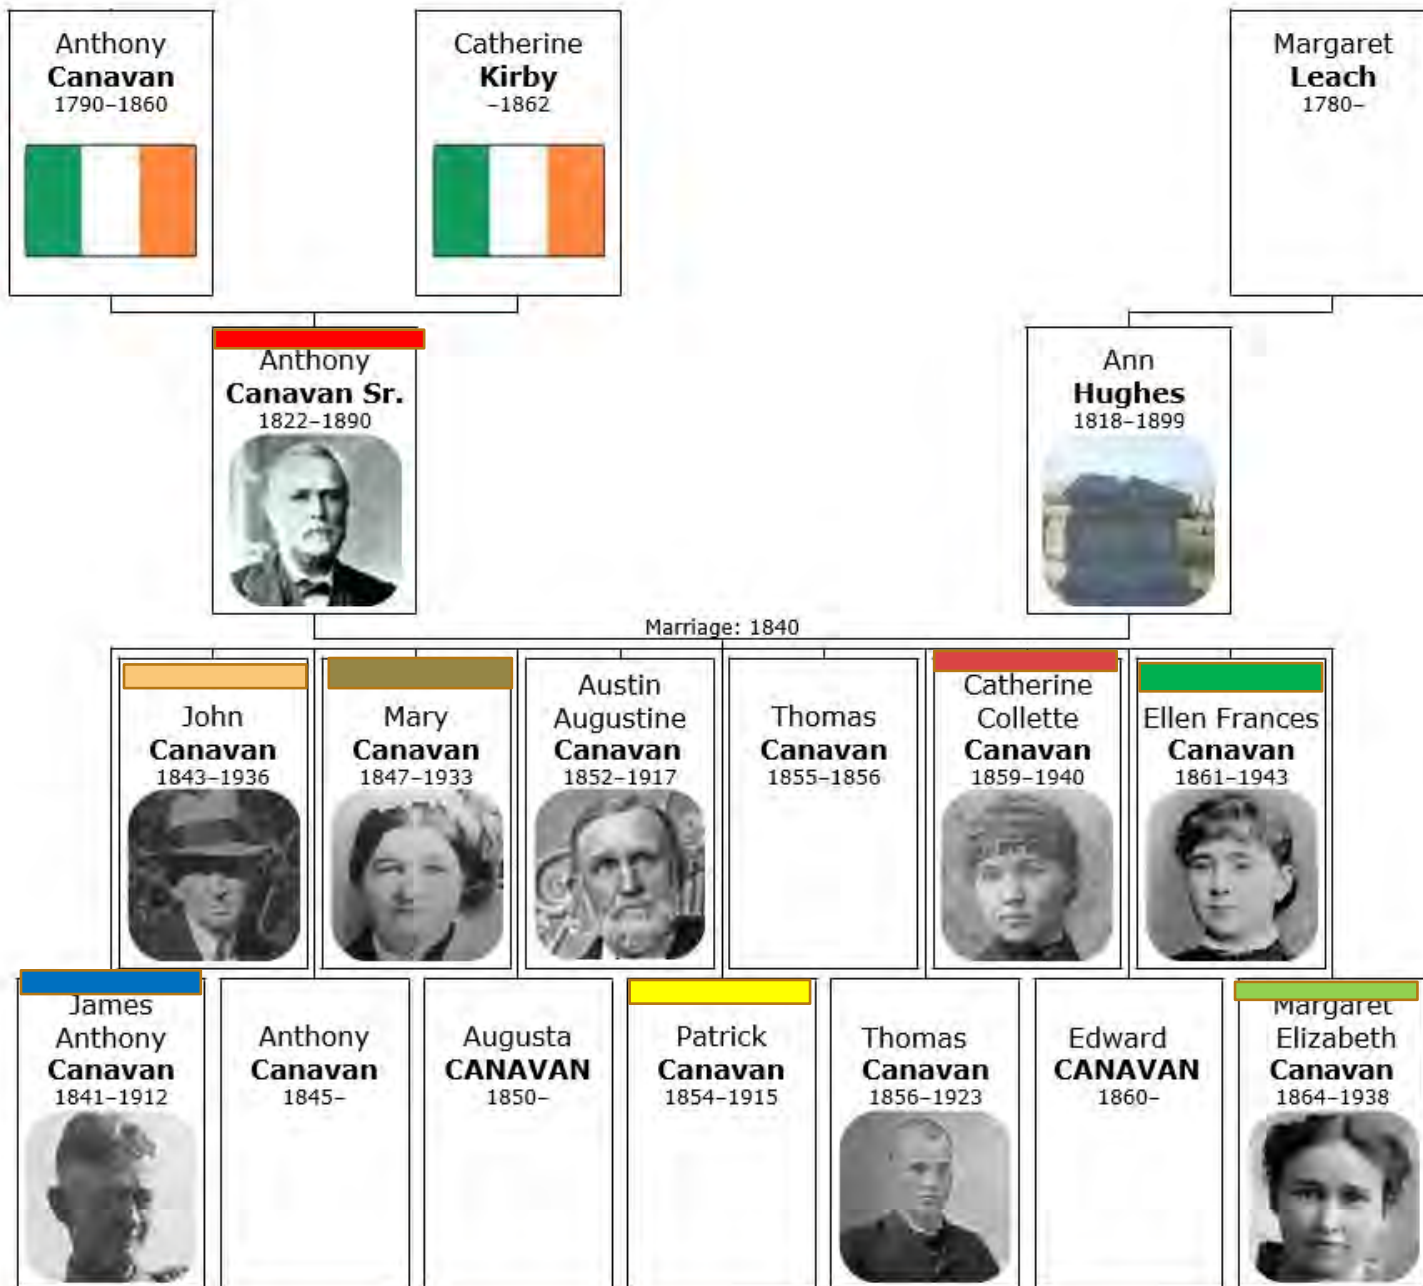 Anthony
Canavan
1790–1860
Catherine
Kirby
–1862
Margaret
Leach
1780–
Anthony
Canavan Sr.
1822–1890
Ann
Hughes
1818–1899
Marriage: 1840
John
Canavan
1843–1936
Mary
Canavan
1847–1933
Austin
Augustine
Canavan
1852–1917
Thomas
Canavan
1855–1856
Catherine
Collette
Canavan
1859–1940
Ellen Frances
Canavan
1861–1943
James
Anthony
Canavan
1841–1912
Anthony
Canavan
1845–
Augusta
CANAVAN
1850–
Patrick
Canavan
1854–1915
Thomas
Canavan
1856–1923
Edward
CANAVAN
1860–
Margaret
Elizabeth
Canavan
1864–1938